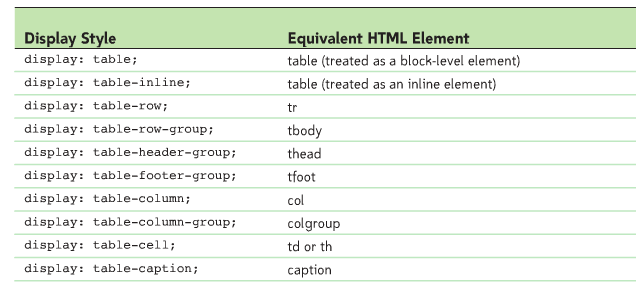 Display Style Equivalent HTML Element
display: table; table (treated as a block-level element)
display: table-inline; table (treated as an inline element)
display: table-row; tr
display: table-row-group; tbody
display: table-header-group; thead
display: table-footer-group; tfoot
display: table-column; col
display: table-column-group; colgroup
display: table-cell; td or th
display: table-caption; caption